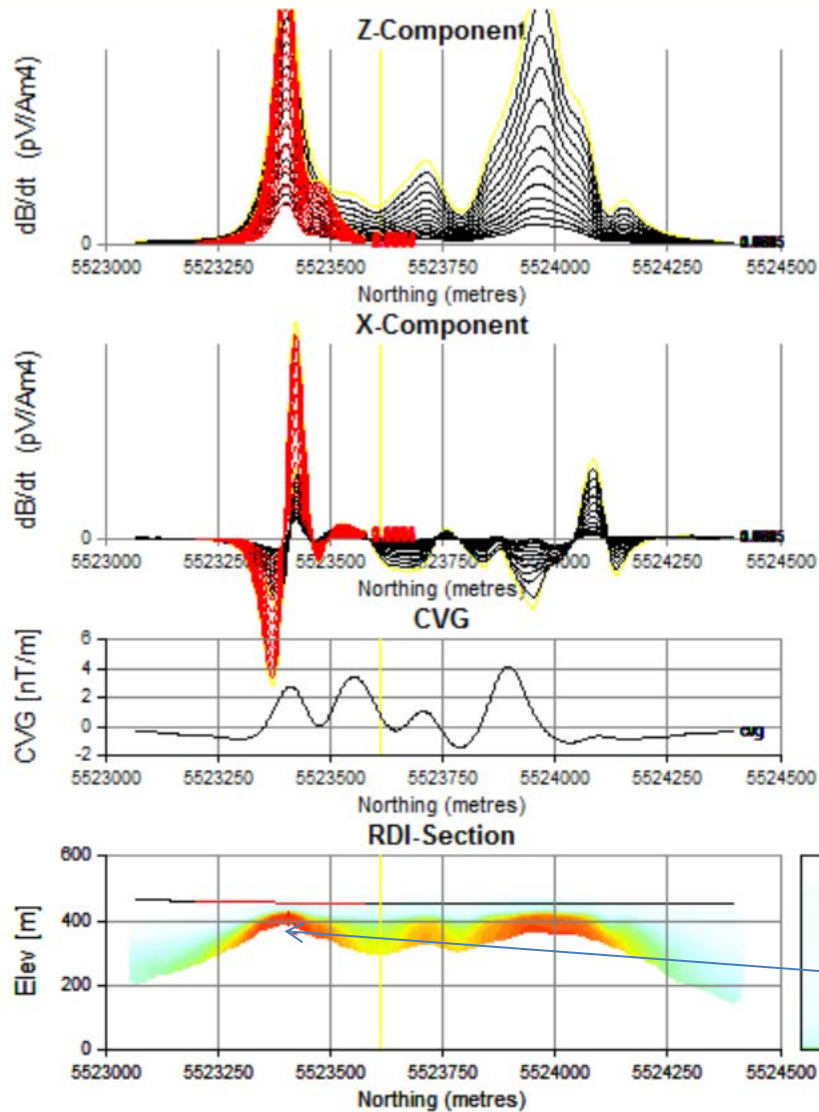 Z-Component
dB/dt (pV/Am4)
0
5523000 5523250 5523500 5523750 5524000 5524250 5524500
Northing (metres)
X-Component
dB/dt (pV/Am4)
0
5523000 5523250 5523500 5523750 5524000 5524250 5524500
Northing (metres)
CVG
CVG [nT/m]
6
4
2
0
-2
cvg
5523000 5523250 5523500 5523750 5524000 5524250 5524500
Northing (metres)
RDI-Section
Elev [m]
600
400
200
0
5523000 5523250 5523500 5523750 5524000 5524250 5524500
Northing (metres)